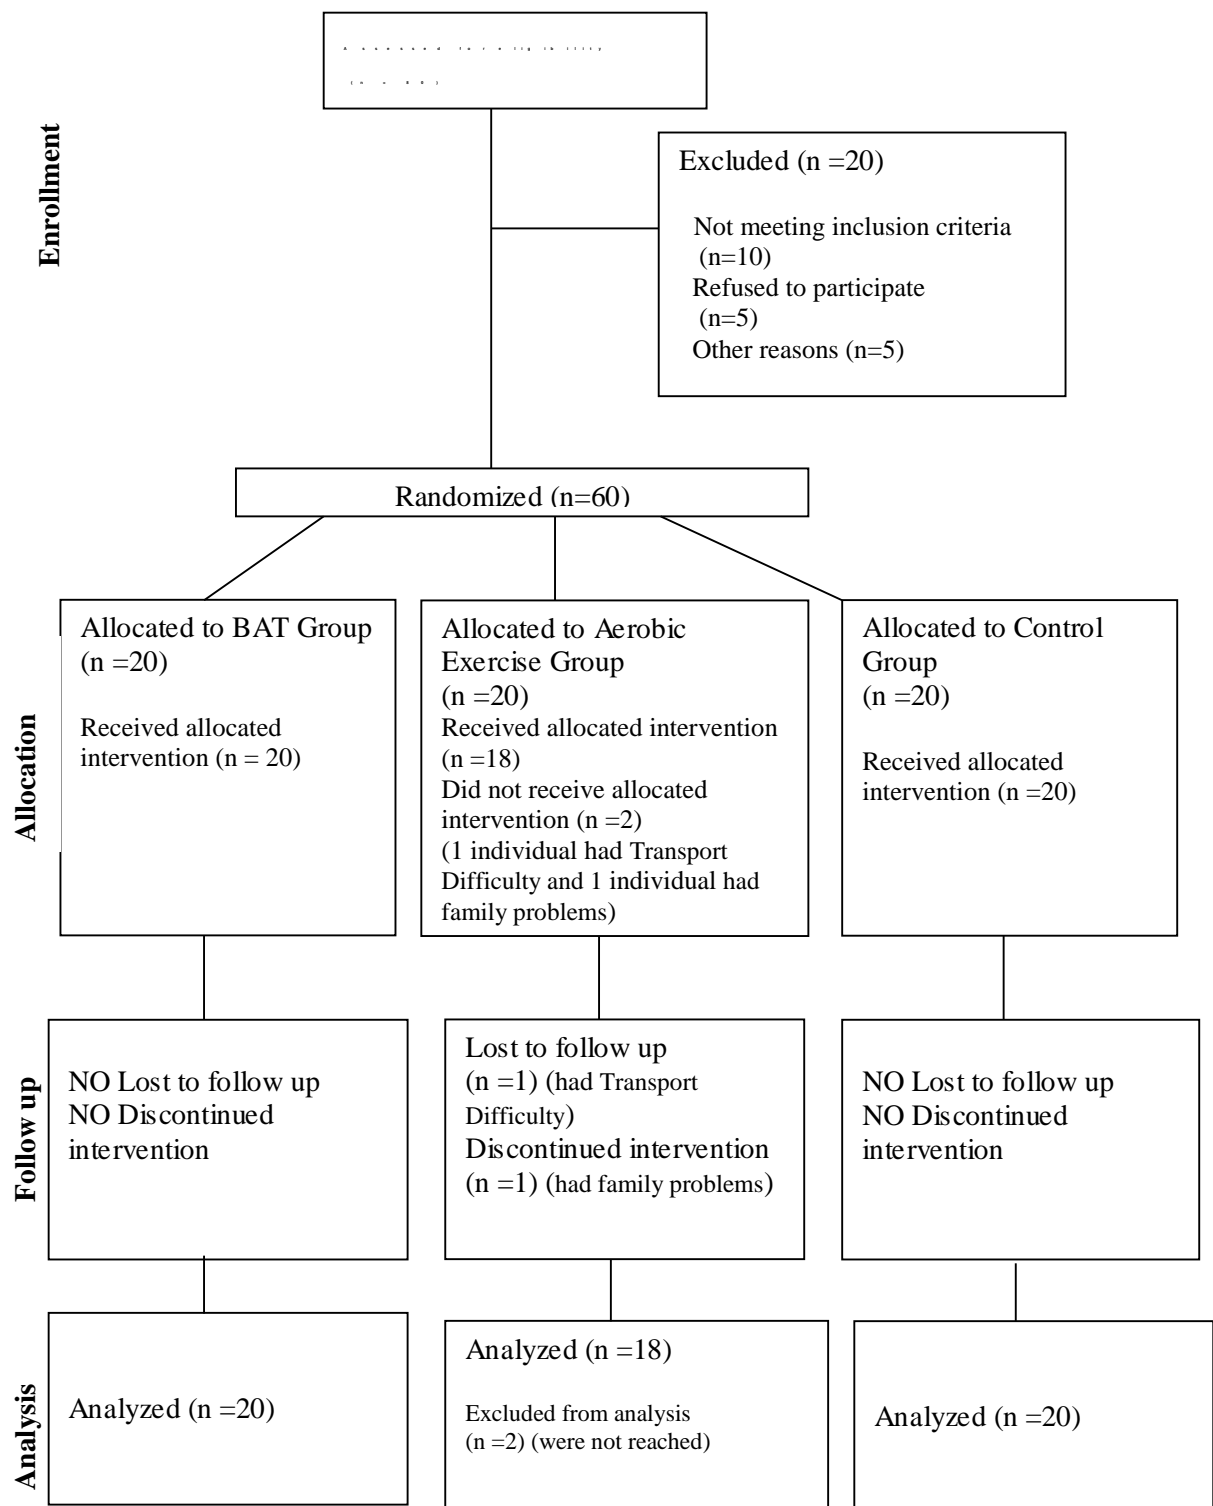 Enrollment
Excluded (n =20)
Not meeting inclusion criteria
(n=10)
Refused to participate
(n=5)
Other reasons (n=5)
Randomized (n=60)
Allocation
Allocated to BAT Group
(n =20)
Received allocated
intervention (n = 20)
Allocated to Aerobic
Exercise Group
(n =20)
Received allocated intervention
(n =18)
Did not receive allocated
intervention (n =2)
(1 individual had Transport
Difficulty and 1 individual had
family problems)
Allocated to Control
Group
(n =20)
Received allocated
intervention (n =20)
Follow up
NO Lost to follow up
NO Discontinued
intervention
Lost to follow up
(n =1) (had Transport
Difficulty)
Discontinued intervention
(n =1) (had family problems)
NO Lost to follow up
NO Discontinued
intervention
Analysis
Analyzed (n =20)
Analyzed (n =18)
Excluded from analysis
(n =2) (were not reached)
Analyzed (n =20)